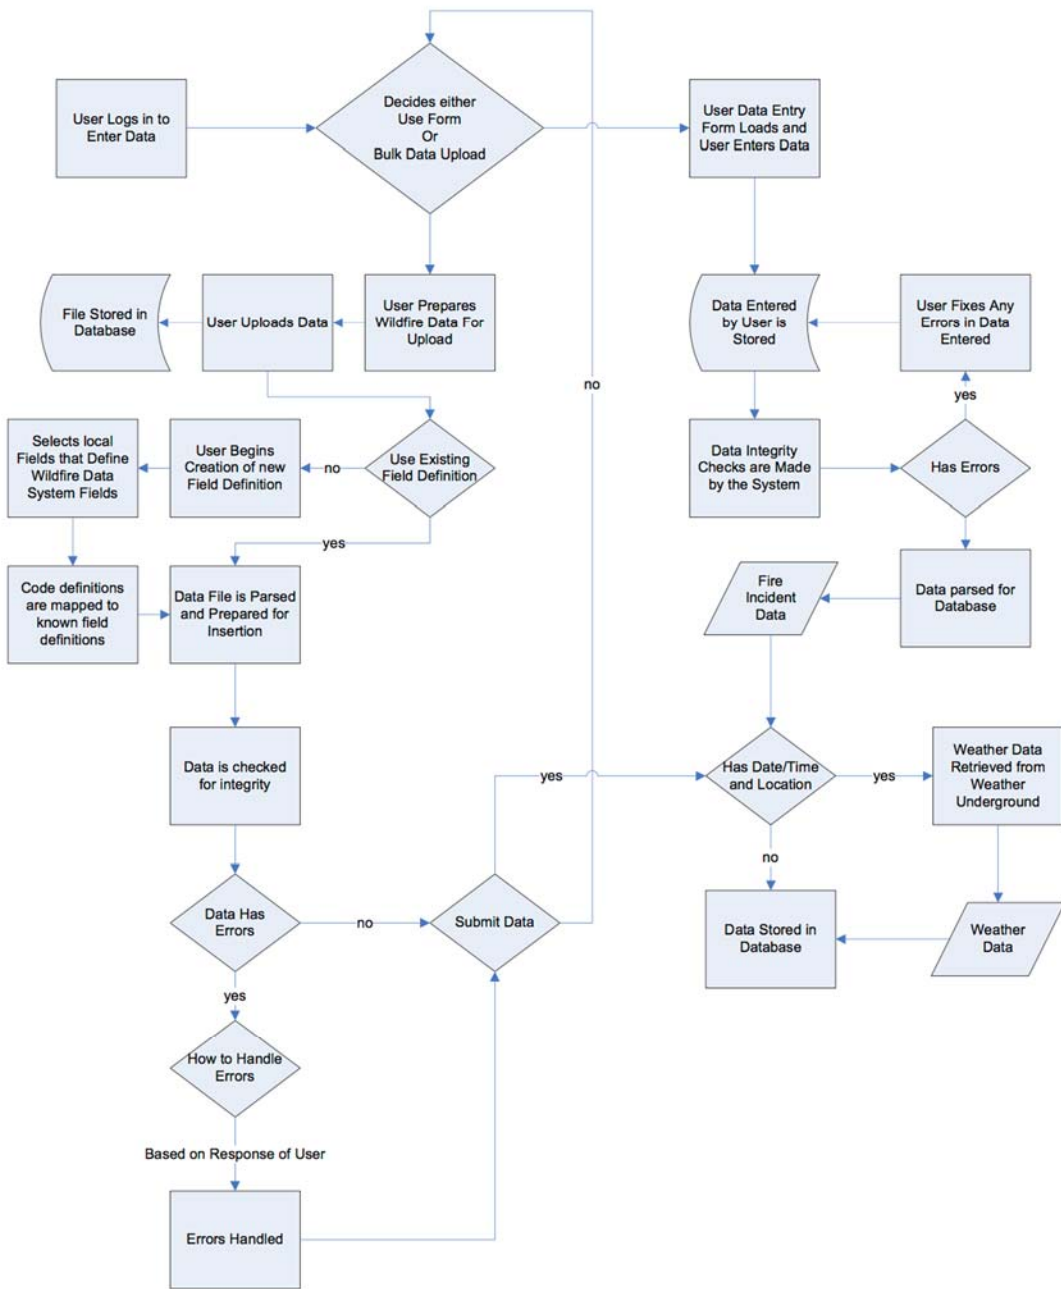 User Logs in to
Enter Data
Decides either
Use Form
Or
Bulk Data Upload
User Data Entry
Form Loads and
User Enters Data
File Stored in
Database
User Uploads Data
User Prepares
Wildfire Data For
Upload
no
Data Entered
by User is
Stored
User Fixes Any
Errors in Data
Entered
yes
Selects local
Fields that Define
Wildfire Data
System Fields
User Begins
Creation of new
Field Definition
no
Use Existing
Field Definition
yes
Data Integrity
Checks are Made
by the System
Has Errors
Code definitions
are mapped to
known field
definitions
Data File is Parsed
and Prepared for
Insertion
Fire
Incident
Data
Data parsed for
Database
Data is checked
for integrity
yes
Has Date/Time
and Location
yes
Weather Data
Retrieved from
Weather
Underground
no
Data Has
Errors
no
Submit Data
Data Stored in
Database
Weather
Data
yes
How to Handle
Errors
Based on Response of User
Errors Handled